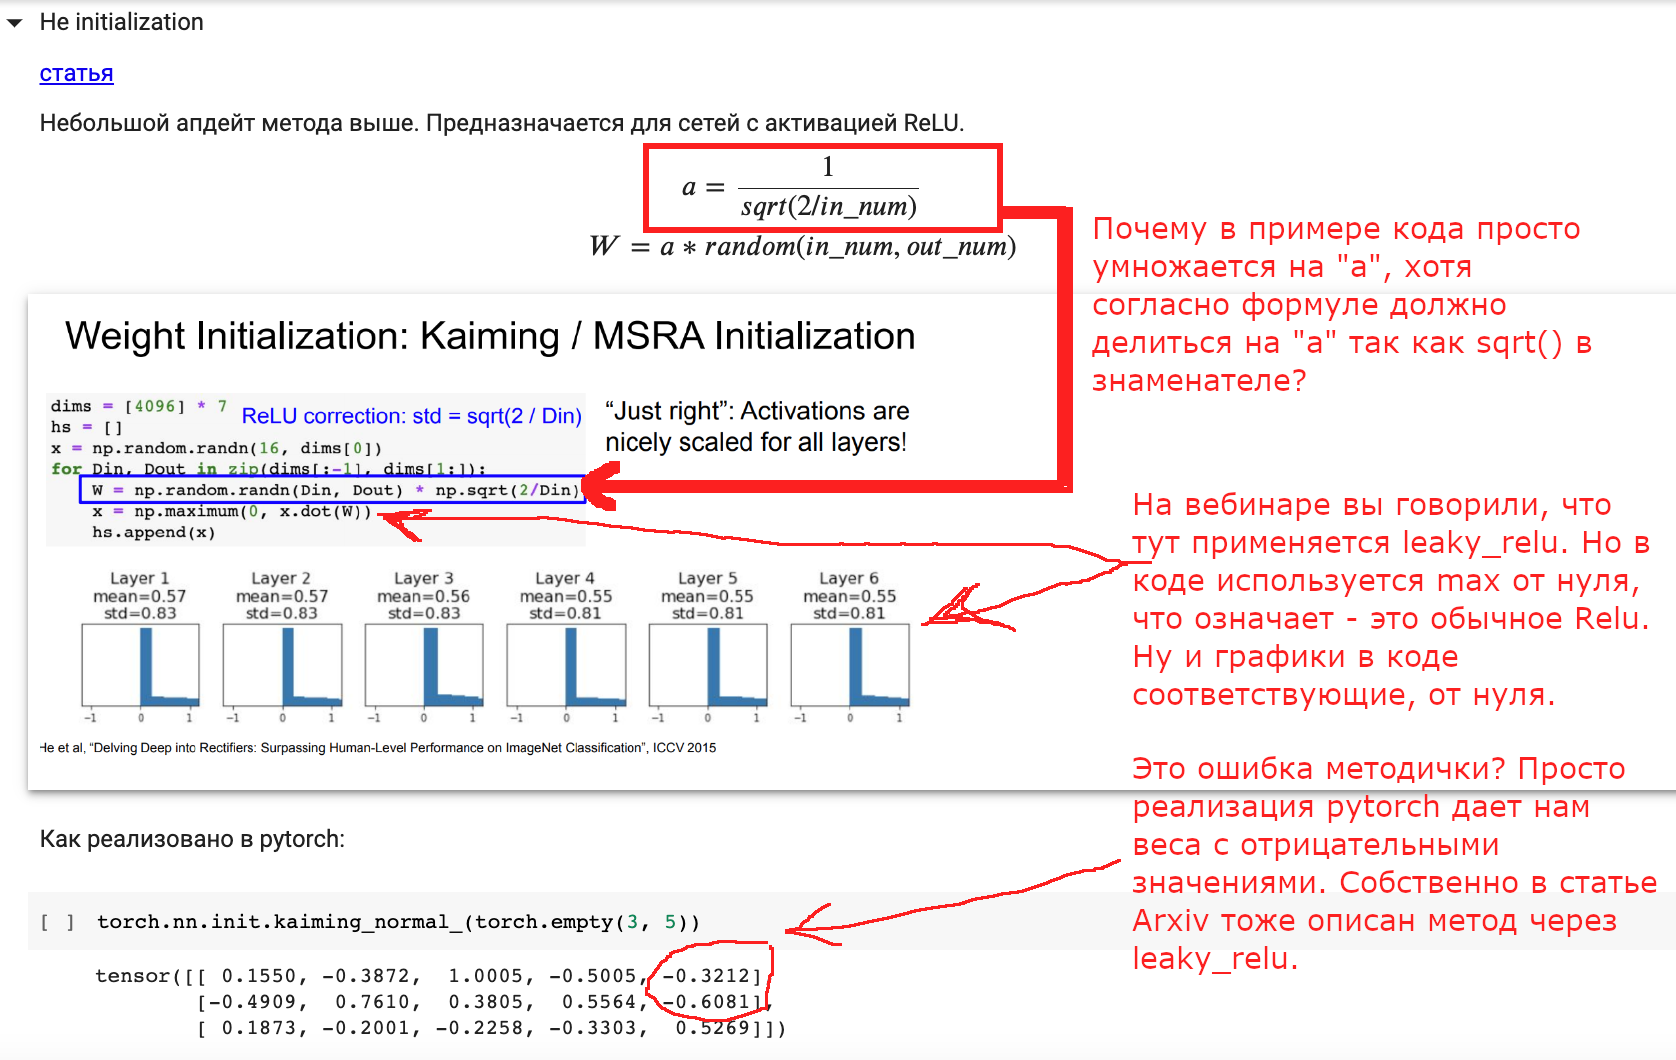 He initialization
статья
Небольшой апдейт метода выше. Предназначается для сетей с активацией ReLU.
a = 1 / sqrt(2/in_num)
W = a * random(in_num, out_num)
Почему в примере кода просто
умножается на "a", хотя
согласно формуле должно
делиться на "a" так как sqrt() в
знаменателе?
Weight Initialization: Kaiming / MSRA Initialization
dims = [4096] * 7
ReLU correction: std = sqrt(2 / Din)
hs = []
x = np.random.randn(16, dims[0])
for Din, Dout in zip(dims[:-1], dims[1:]):
W = np.random.randn(Din, Dout) * np.sqrt(2/Din)
x = np.maximum(0, x.dot(W))
hs.append(x)
“Just right”: Activations are
nicely scaled for all layers!
На вебинаре вы говорили, что
тут применяется leaky_relu. Но в
коде используется max от нуля,
что означает - это обычное Relu.
Ну и графики в коде
соответствующие, от нуля.
Layer 1 Layer 2 Layer 3 Layer 4 Layer 5 Layer 6
mean=0.57 mean=0.57 mean=0.56 mean=0.55 mean=0.55 mean=0.55
std=0.83 std=0.83 std=0.83 std=0.81 std=0.81 std=0.81
-1 0 1 -1 0 1 -1 0 1 -1 0 1 -1 0 1 -1 0 1
He et al, “Delving Deep into Rectifiers: Surpassing Human-Level Performance on ImageNet Classification”, ICCV 2015
Это ошибка методички? Просто
реализация pytorch дает нам
веса с отрицательными
значениями. Собственно в статье
Arxiv тоже описан метод через
leaky_relu.
Как реализовано в pytorch:
[ ] torch.nn.init.kaiming_normal_(torch.empty(3, 5))
tensor([[ 0.1550, -0.3872, 1.0005, -0.5005, -0.3212],
[-0.4909, 0.7610, 0.3805, 0.5564, -0.6081],
[ 0.1873, -0.2001, -0.2258, -0.3303, 0.5269]])